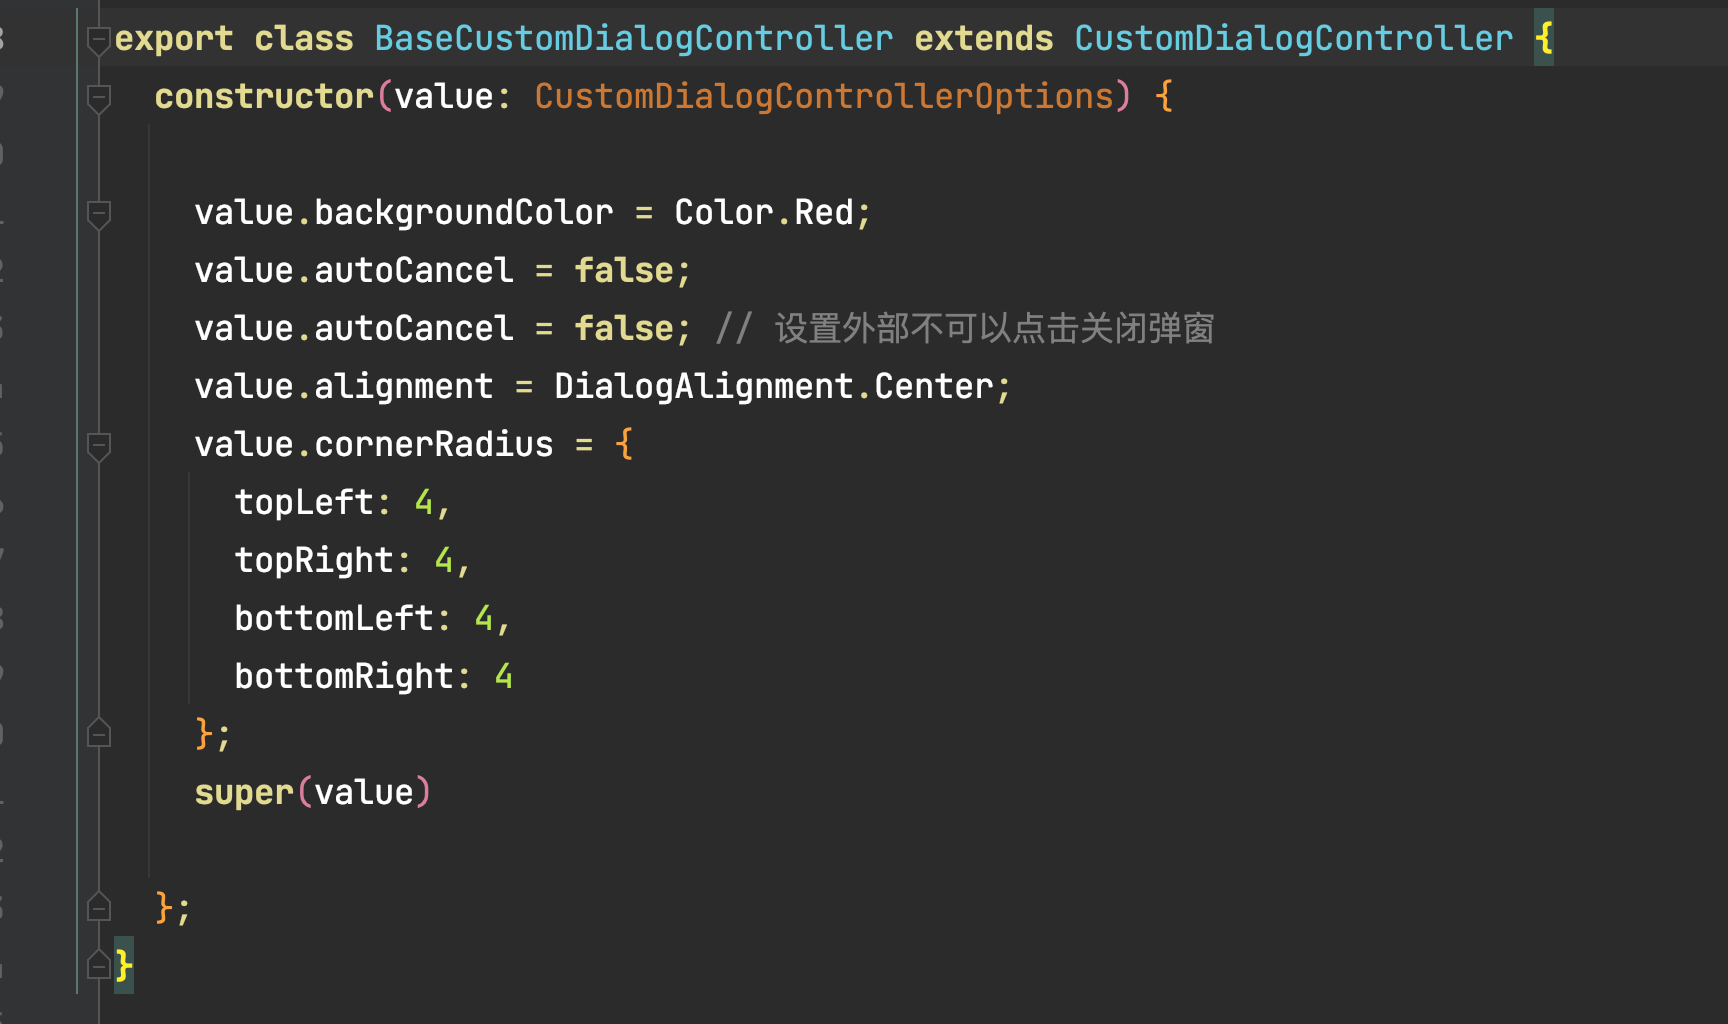 export class BaseCustomDialogController extends CustomDialogController {
constructor(value: CustomDialogControllerOptions) {
value.backgroundColor = Color.Red;
value.autoCancel = false;
value.autoCancel = false; // 设置外部不可以点击关闭弹窗
value.alignment = DialogAlignment.Center;
value.cornerRadius = {
topLeft: 4,
topRight: 4,
bottomLeft: 4,
bottomRight: 4
};
super(value)
};
}